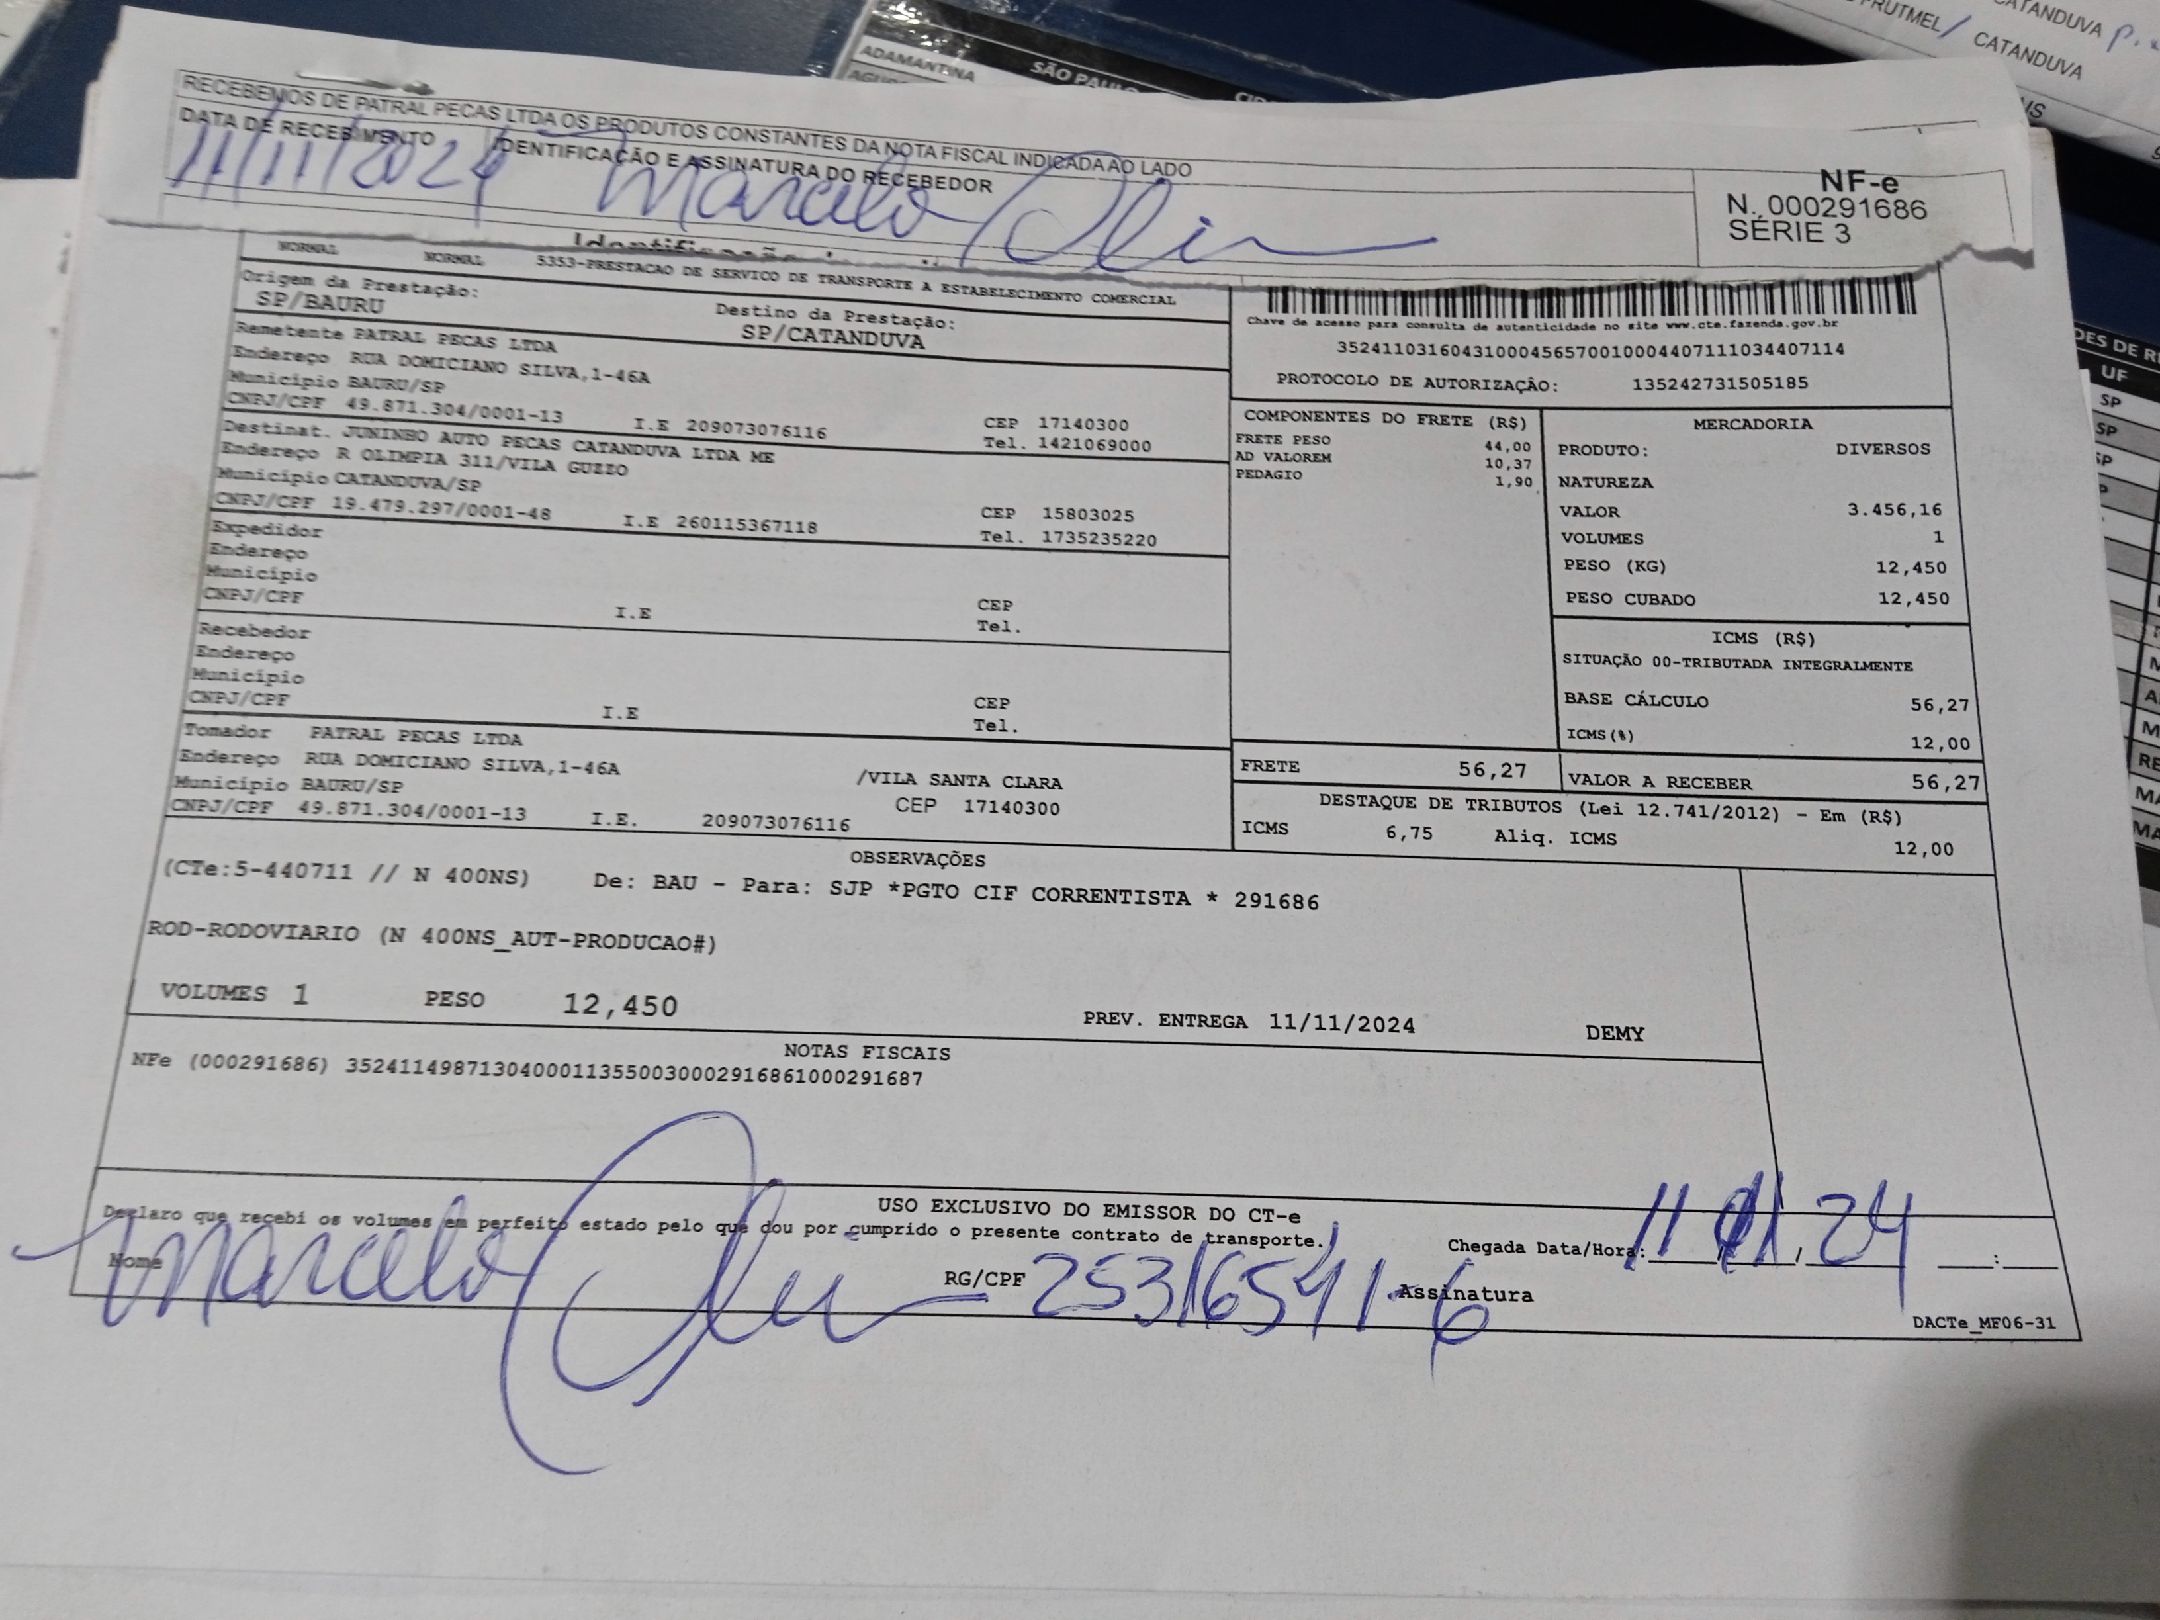 CATANDUVA
FRUTMEL/ CATANDUVA
ADAMANTINA
SÃO PAULO
RECEBEMOS DE PATRAL PECAS LTDA OS PRODUTOS CONSTANTES DA NOTA FISCAL INDICADA AO LADO
DATA DE RECEBIMENTO IDENTIFICAÇÃO E ASSINATURA DO RECEBEDOR
11/11/2024 Marcelo
NF-e
N. 000291686
SÉRIE 3
NORMAL NORMAL 5353-PRESTACAO DE SERVICO DE TRANSPORTE A ESTABELECIMENTO COMERCIAL
Origem da Prestação: Destino da Prestação:
SP/BAURU SP/CATANDUVA
Remetente PATRAL PECAS LTDA
Endereço RUA DOMICIANO SILVA,1-46A
Município BAURU/SP CEP 17140300
CNPJ/CPF 49.871.304/0001-13 I.E 209073076116 Tel. 1421069000
Destinat. JUNINHO AUTO PECAS CATANDUVA LTDA ME
Endereço R OLIMPIA 311/VILA GUZZO
Município CATANDUVA/SP CEP 15803025
CNPJ/CPF 19.479.297/0001-48 I.E 260115367118 Tel. 1735235220
Expedidor
Endereço
Município CEP
CNPJ/CPF I.E Tel.
Recebedor
Endereço
Município CEP
CNPJ/CPF I.E Tel.
Tomador PATRAL PECAS LTDA
Endereço RUA DOMICIANO SILVA,1-46A /VILA SANTA CLARA
Município BAURU/SP CEP 17140300
CNPJ/CPF 49.871.304/0001-13 I.E. 209073076116
Chave de acesso para consulta de autenticidade no site www.cte.fazenda.gov.br
35241103160431000456570010004407111034407114
PROTOCOLO DE AUTORIZAÇÃO: 135242731505185
COMPONENTES DO FRETE (R$)
FRETE PESO 44,00
AD VALOREM 10,37
PEDAGIO 1,90
MERCADORIA
PRODUTO: DIVERSOS
NATUREZA
VALOR 3.456,16
VOLUMES 1
PESO (KG) 12,450
PESO CUBADO 12,450
ICMS (R$)
SITUAÇÃO 00-TRIBUTADA INTEGRALMENTE
BASE CÁLCULO 56,27
ICMS(%) 12,00
FRETE 56,27 VALOR A RECEBER 56,27
DESTAQUE DE TRIBUTOS (Lei 12.741/2012) - Em (R$)
ICMS 6,75 Aliq. ICMS 12,00
OBSERVAÇÕES
(CTe:5-440711 // N 400NS) De: BAU - Para: SJP *PGTO CIF CORRENTISTA * 291686
ROD-RODOVIARIO (N 400NS_AUT-PRODUCAO#)
VOLUMES 1 PESO 12,450 PREV. ENTREGA 11/11/2024 DEMY
NOTAS FISCAIS
NFe (000291686) 35241149871304000113550030002916861000291687
USO EXCLUSIVO DO EMISSOR DO CT-e
Declaro que recebi os volumes em perfeito estado pelo que dou por cumprido o presente contrato de transporte.
Chegada Data/Hora: 11 11 24
Nome Marcelo RG/CPF 25316541-6 Assinatura
DACTe_MF06-31
UF
SP
SP
SP